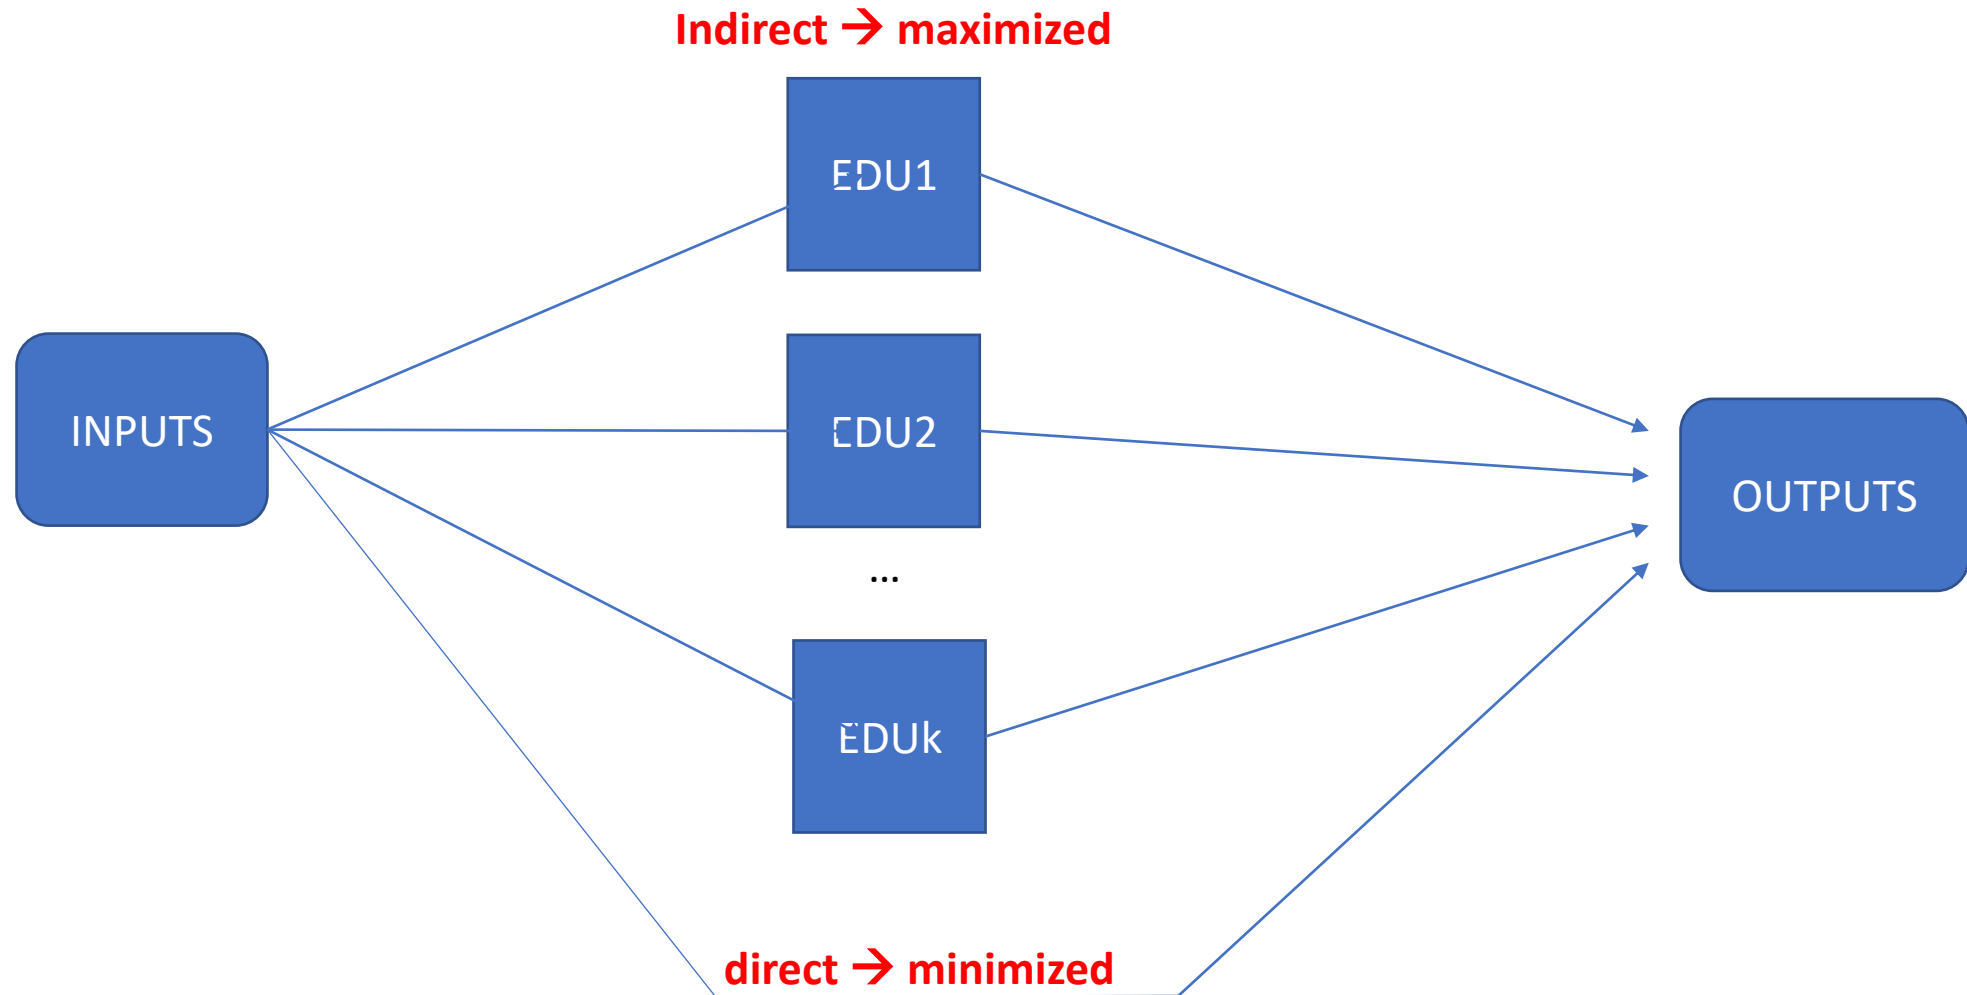 Indirect → maximized
EDU1
INPUTS
EDU2
OUTPUTS
...
EDUk
direct → minimized